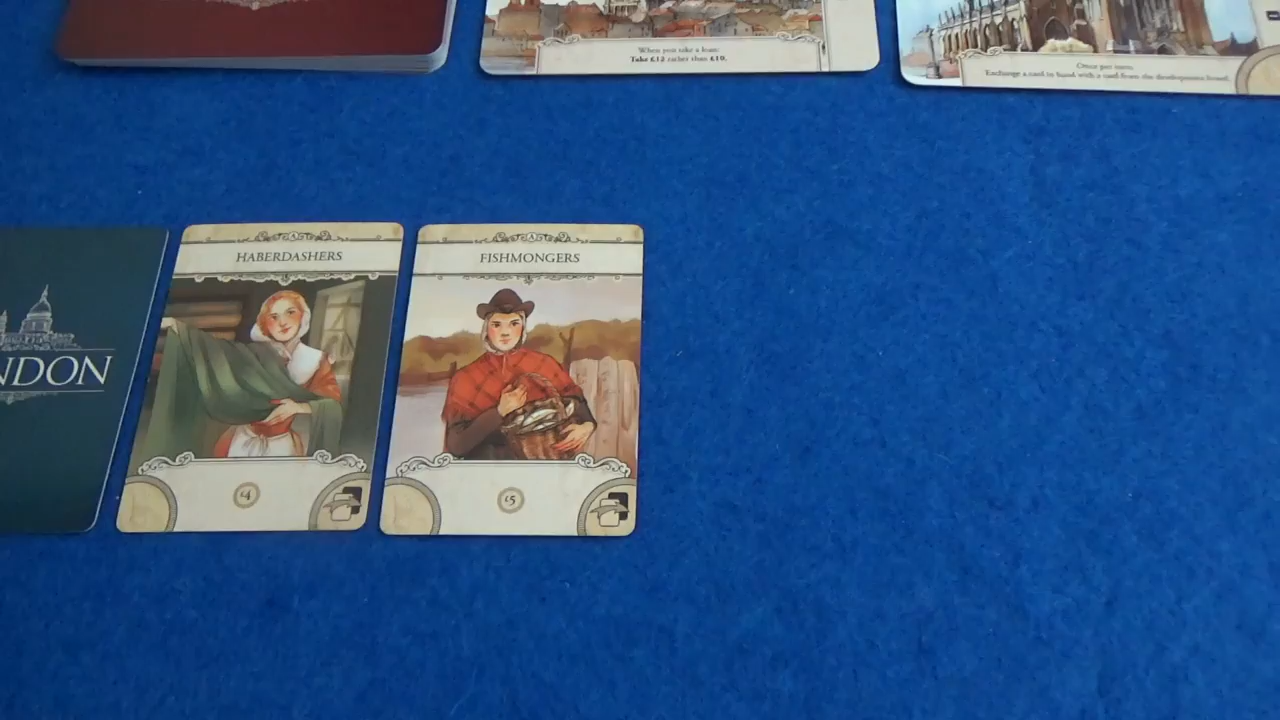 When you take a loan:
Take £12 rather than £10.
Once per turn:
Exchange a card in hand with a card from the development board.
NDON
A
HABERDASHERS
£4
A
FISHMONGERS
£5